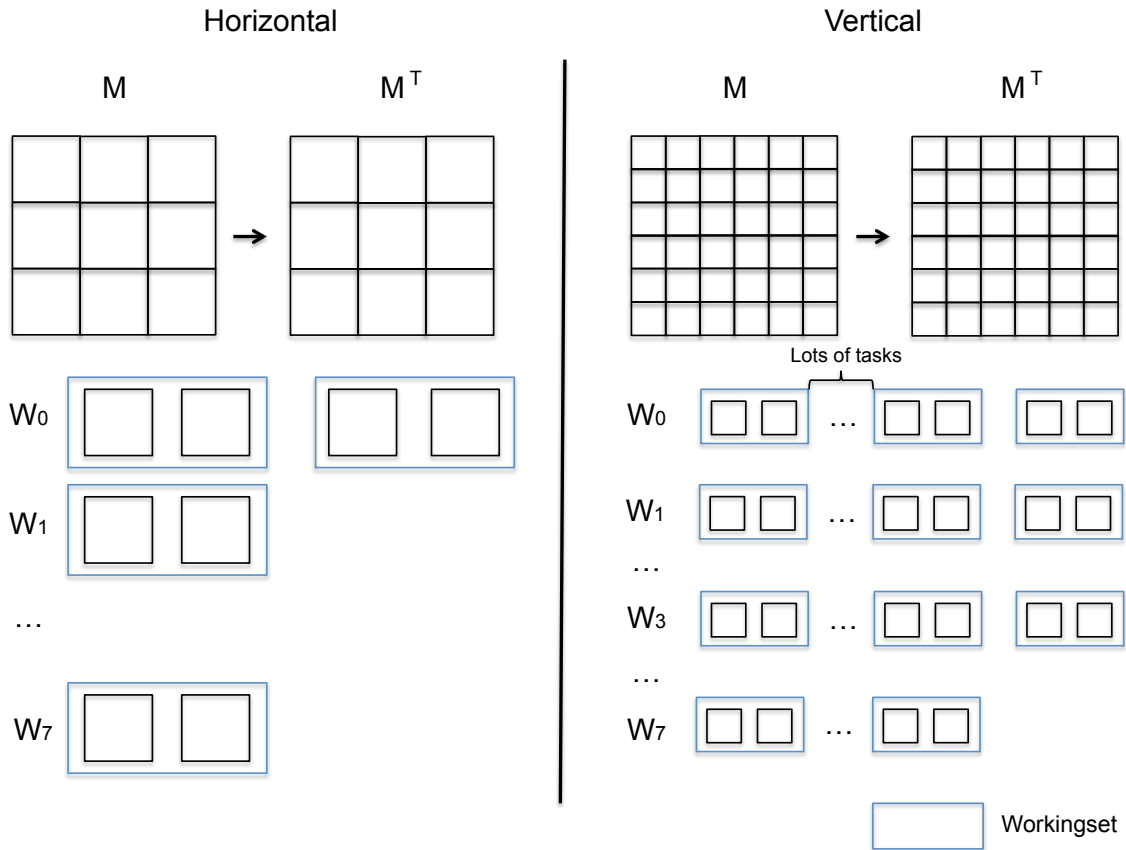 Horizontal
M
M T
W0
W1
…
W7
Vertical
M
M T
Lots of tasks
W0
…
W1
…
…
W3
…
…
W7
…
Workingset